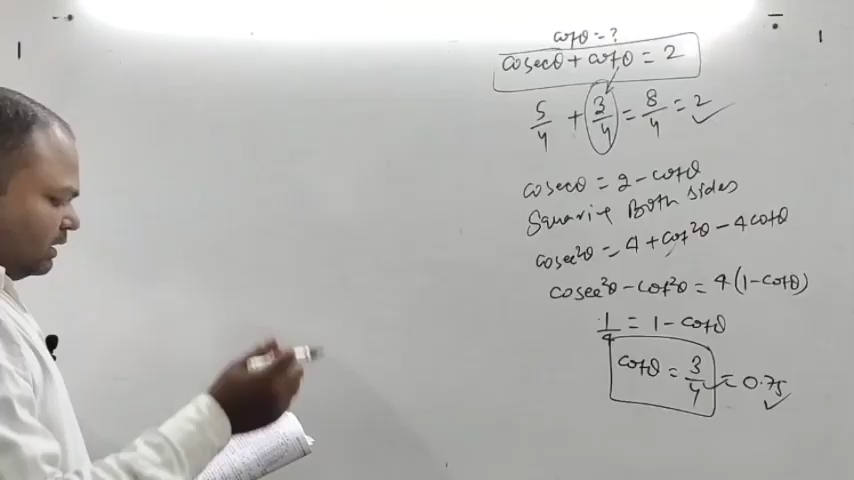 cotθ = ?
cosecθ + cotθ = 2
5/4 + 3/4 = 8/4 = 2
cosecθ = 2 - cotθ
Squaring Both sides
cosec²θ = 4 + cot²θ - 4cotθ
cosec²θ - cot²θ = 4(1 - cotθ)
1/4 = 1 - cotθ
cotθ = 3/4 = 0.75